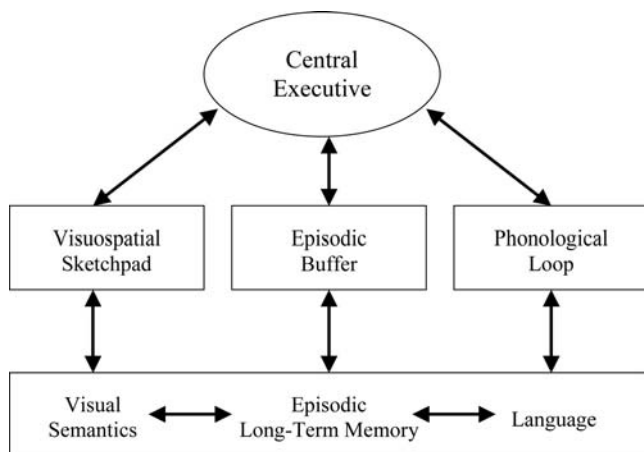 Central
Executive
Visuospatial
Sketchpad
Episodic
Buffer
Phonological
Loop
Visual
Semantics
Episodic
Long-Term Memory
Language